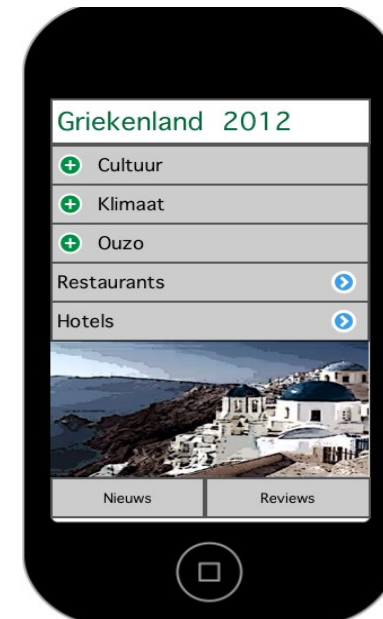 Griekenland 2012
Cultuur
Klimaat
Ouzo
Restaurants
Hotels
Nieuws Reviews